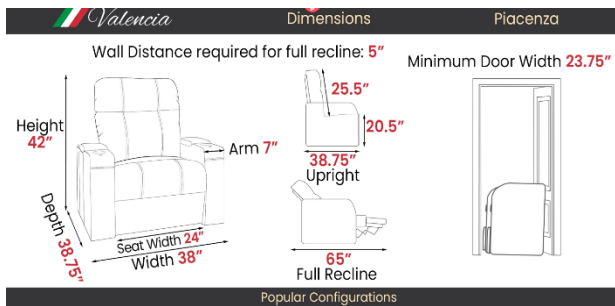 Valencia
Dimensions
Piacenza
Wall Distance required for full recline: 5”
Minimum Door Width 23.75”
Height
42”
Arm 7”
Depth 38.75”
Seat Width 24”
Width 38”
25.5”
20.5”
38.75”
Upright
65”
Full Recline
Popular Configurations